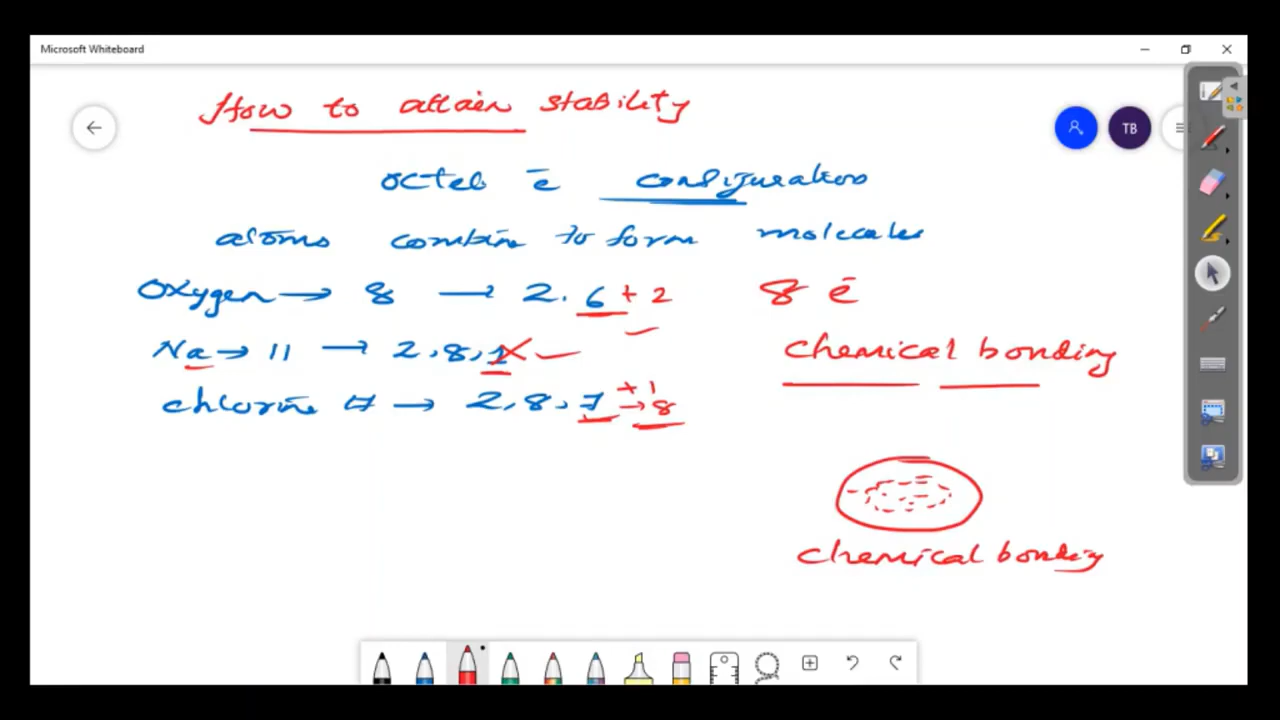 Microsoft Whiteboard
How to attain stability
TB
octet ē configuration
atoms combine to form molecules
Oxygen → 8 → 2.6 + 2 8 ē
Na → 11 → 2,8,1 chemical bonding
chlorine 17 → 2,8,7 +1 → 8
chemical bonding